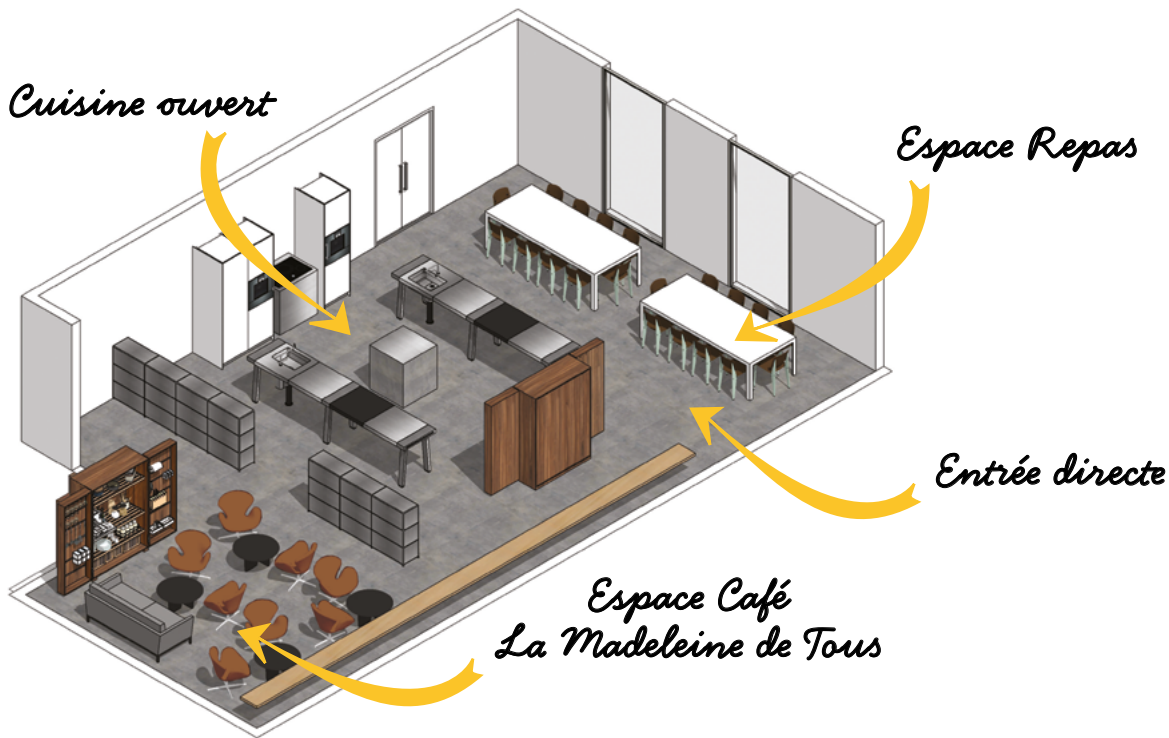 Cuisine ouvert
Espace Repas
Entrée directe
Espace Café
La Madeleine de Tous